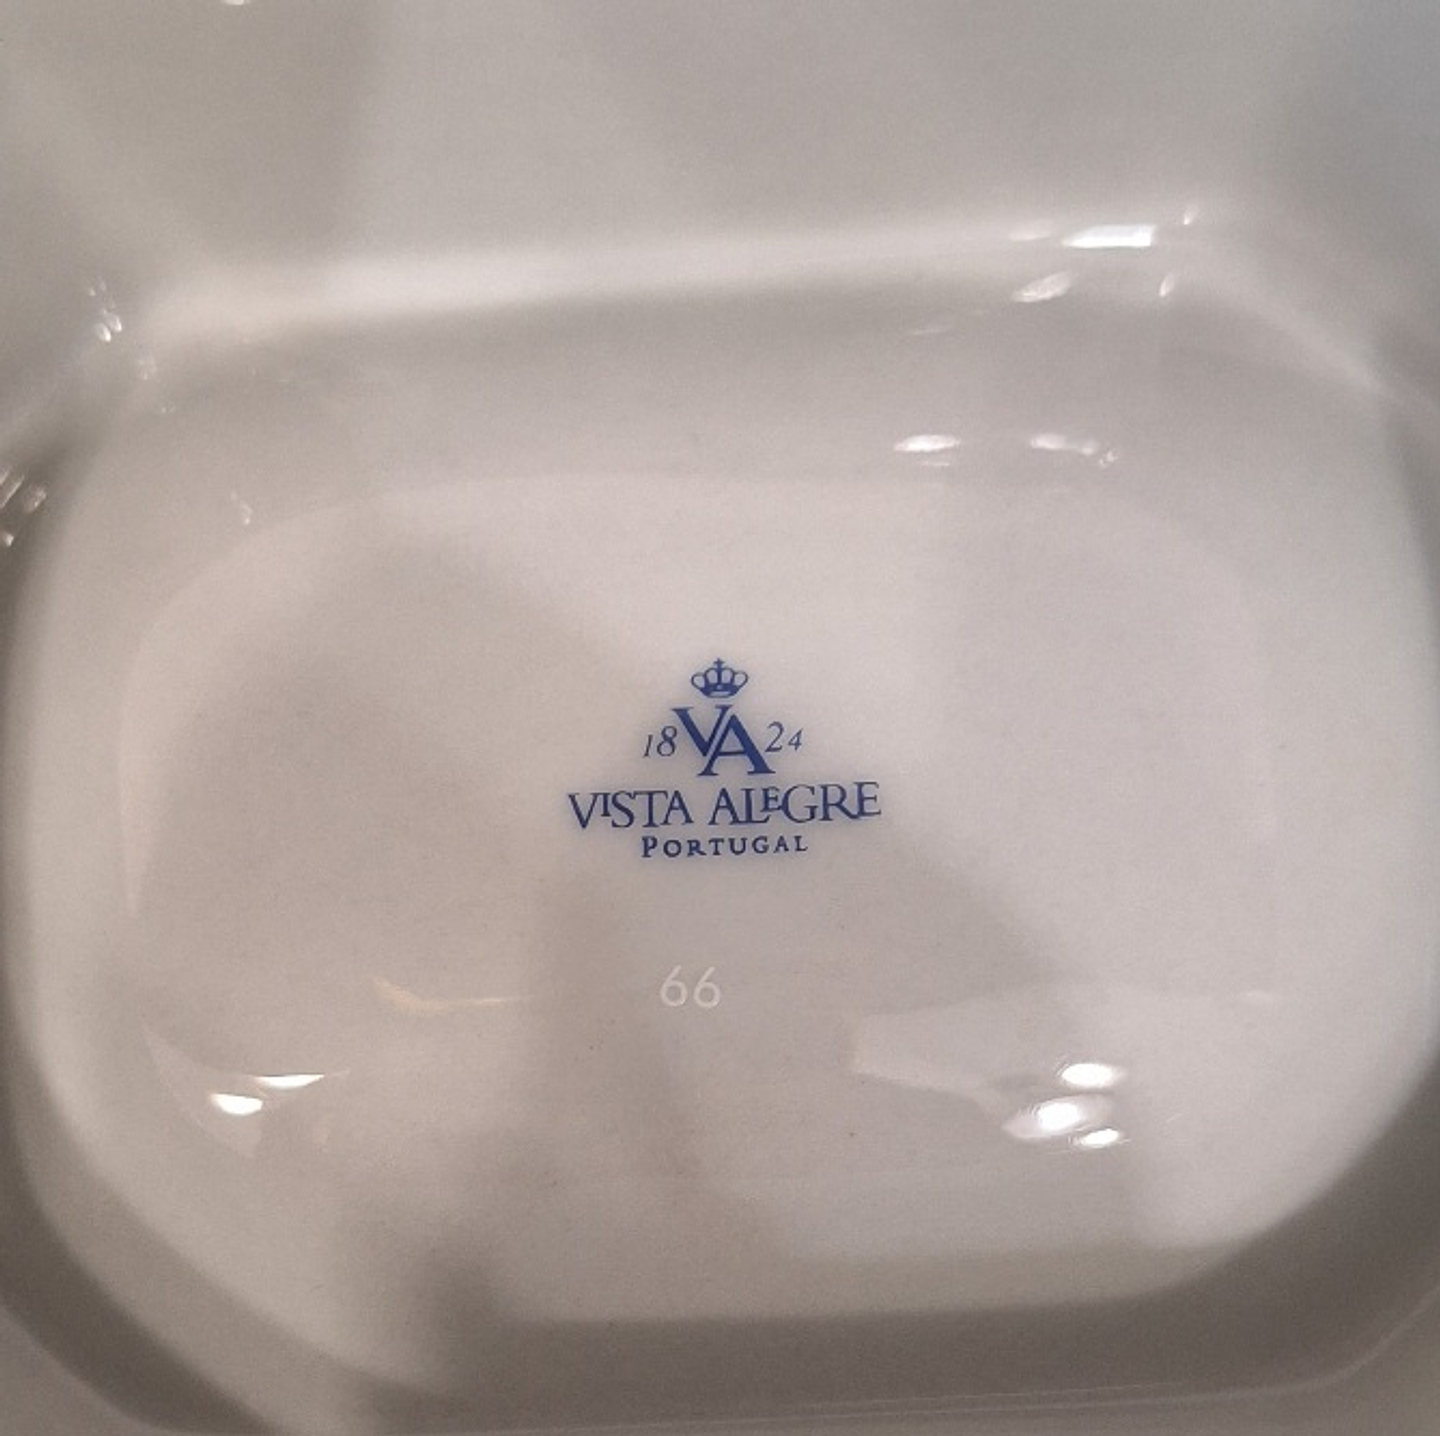 18 VA 24
VISTA ALEGRE
PORTUGAL
66